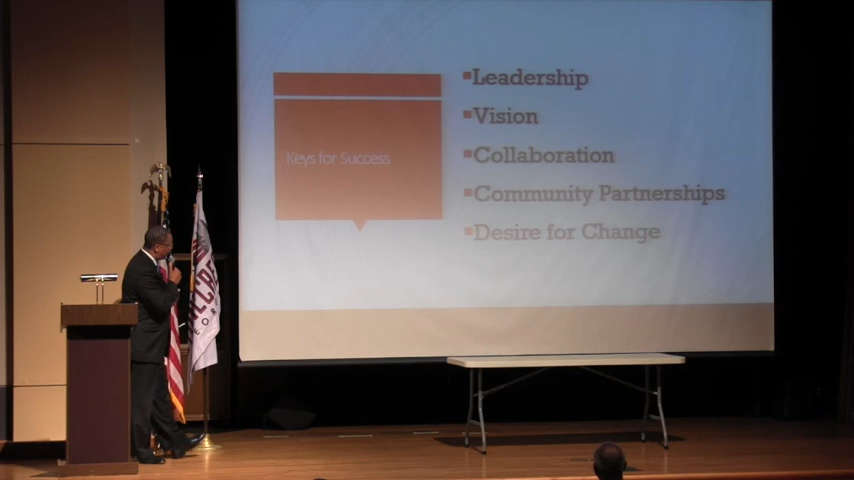 Keys for Success
▪Leadership
▪Vision
▪Collaboration
▪Community Partnerships
▪Desire for Change